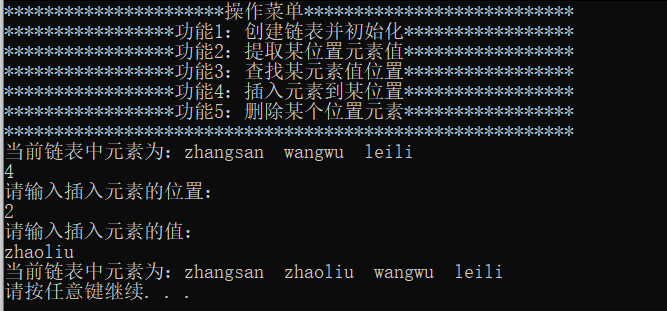 **********************操作菜单***************************
*****************功能1：创建链表并初始化*****************
*****************功能2：提取某位置元素值*****************
*****************功能3：查找某元素值位置*****************
*****************功能4：插入元素到某位置*****************
*****************功能5：删除某个位置元素*****************
*********************************************************
当前链表中元素为：zhangsan  wangwu  leili
4
请输入插入元素的位置：
2
请输入插入元素的值：
zhaoliu
当前链表中元素为：zhangsan  zhaoliu  wangwu  leili
请按任意键继续. . .